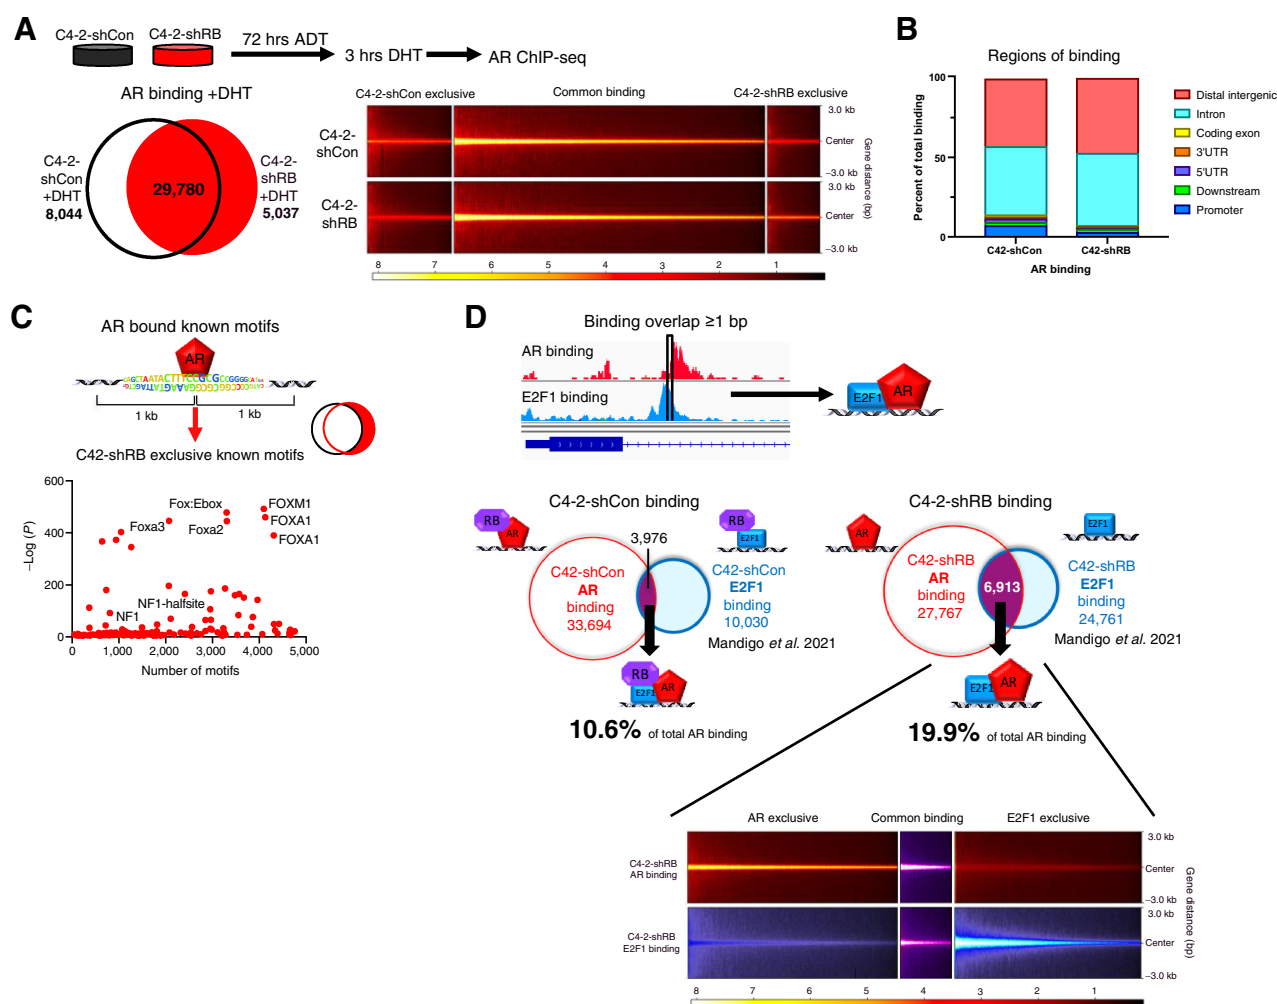 A
C4-2-shCon
C4-2-shRB
72 hrs ADT
3 hrs DHT
AR ChIP-seq
AR binding +DHT
C4-2-
shCon
+DHT
8,044
29,780
C4-2-
shRB
+DHT
5,037
C4-2-shCon exclusive
Common binding
C4-2-shRB exclusive
C4-2-
shCon
C4-2-
shRB
3.0 kb
Center
−3.0 kb
3.0 kb
Center
−3.0 kb
Gene distance (bp)
8 7 6 5 4 3 2 1
B
Regions of binding
Percent of total binding
100
50
0
C42-shCon
C42-shRB
AR binding
Distal intergenic
Intron
Coding exon
3'UTR
5'UTR
Downstream
Promoter
C
AR bound known motifs
AR
1 kb
1 kb
C42-shRB exclusive known motifs
−Log (P)
600
400
200
0
0 1,000 2,000 3,000 4,000 5,000
Number of motifs
Fox:Ebox
FOXM1
Foxa3
Foxa2
FOXA1
FOXA1
NF1-halfsite
NF1
D
Binding overlap ≥1 bp
AR binding
E2F1 binding
E2F1
AR
C4-2-shCon binding
RB
AR
3,976
RB
E2F1
C42-shCon
AR
binding
33,694
C42-shCon
E2F1
binding
10,030
Mandigo et al. 2021
RB
E2F1
AR
10.6% of total AR binding
C4-2-shRB binding
AR
E2F1
C42-shRB
AR
binding
27,767
6,913
C42-shRB
E2F1
binding
24,761
Mandigo et al. 2021
E2F1
AR
19.9% of total AR binding
AR exclusive
Common binding
E2F1 exclusive
C4-2-shRB
AR binding
C4-2-shRB
E2F1 binding
3.0 kb
Center
−3.0 kb
3.0 kb
Center
−3.0 kb
Gene distance (bp)
8 7 6 5 4 3 2 1